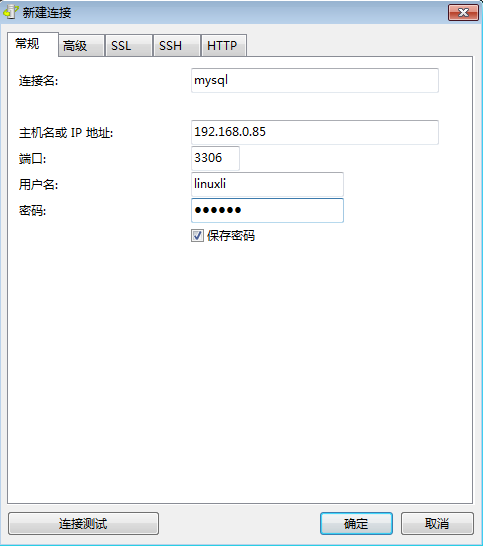 新建连接
常规 高级 SSL SSH HTTP
连接名: mysql
主机名或 IP 地址: 192.168.0.85
端口: 3306
用户名: linuxli
密码: ●●●●●●
保存密码
连接测试 确定 取消